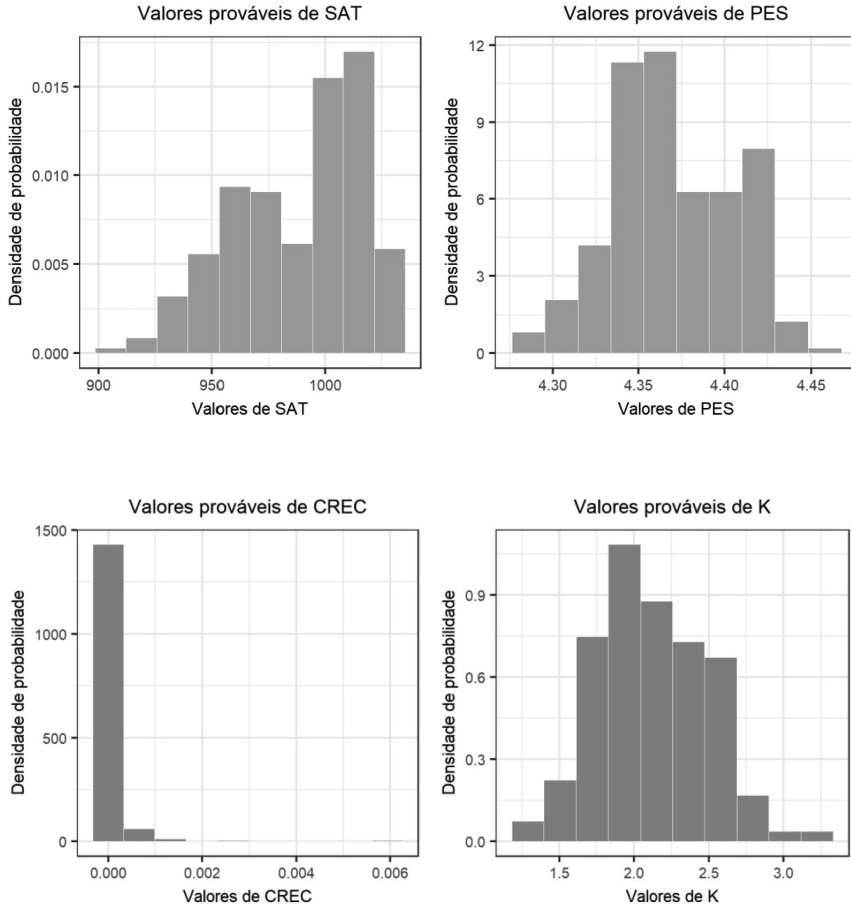 Valores prováveis de SAT
Densidade de probabilidade
0.015
0.010
0.005
0.000
900
950
1000
Valores de SAT
Valores prováveis de PES
Densidade de probabilidade
12
9
6
3
0
4.30
4.35
4.40
4.45
Valores de PES
Valores prováveis de CREC
Densidade de probabilidade
1500
1000
500
0
0.000
0.002
0.004
0.006
Valores de CREC
Valores prováveis de K
Densidade de probabilidade
0.9
0.6
0.3
0.0
1.5
2.0
2.5
3.0
Valores de K